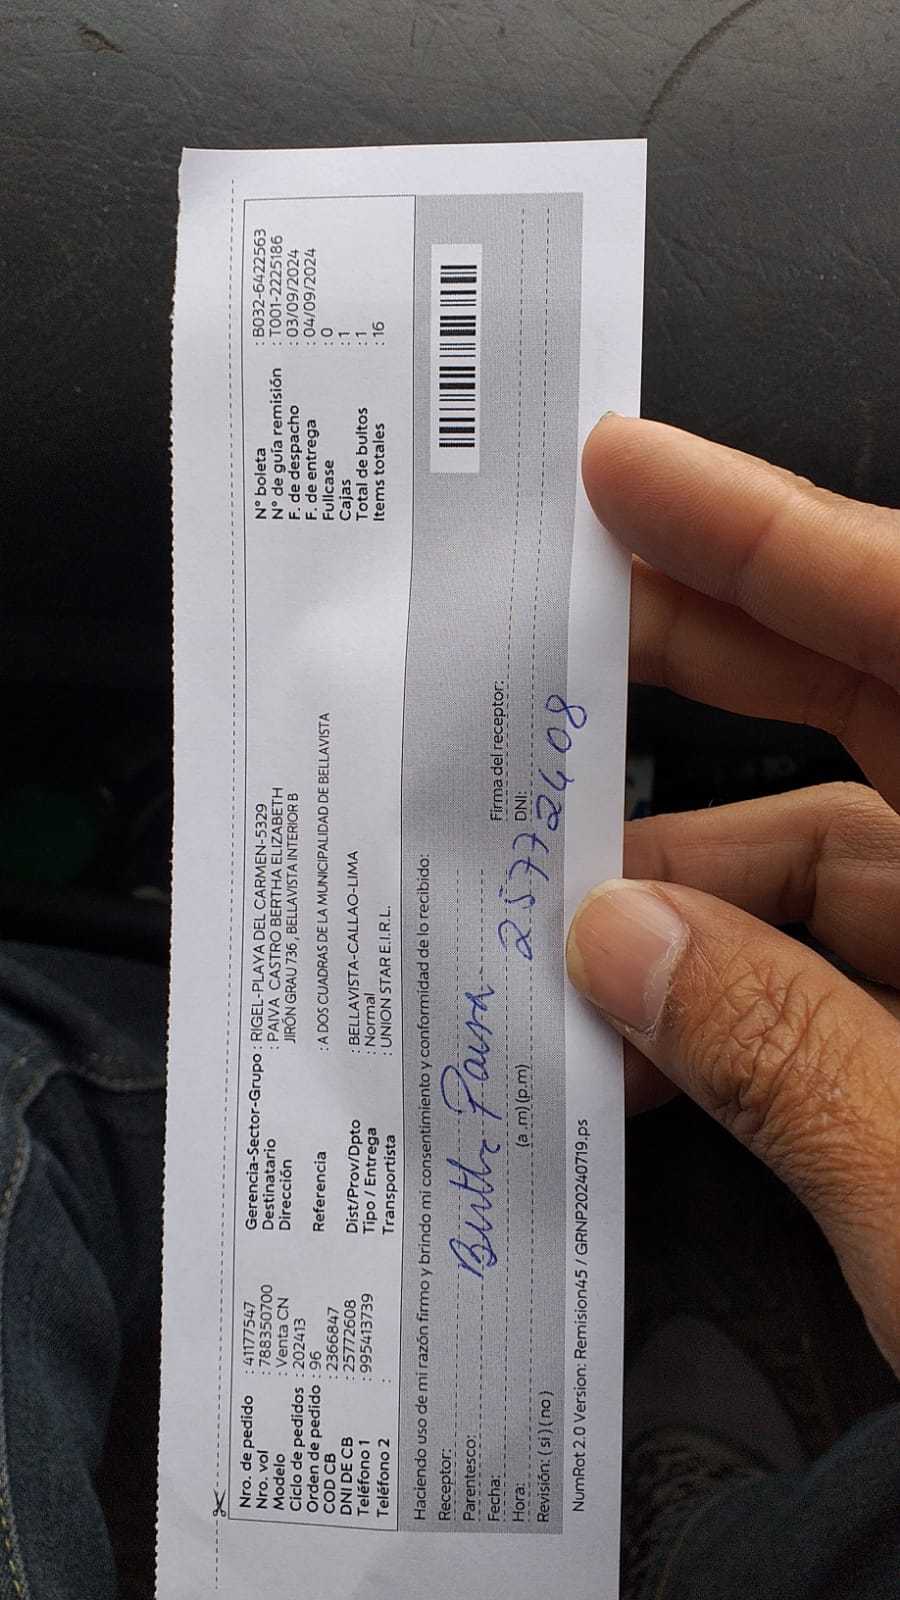 Nro. de pedido : 41177547
Nro. vol : 788350700
Modelo : Venta CN
Ciclo de pedidos : 202413
Orden de pedido : 96
COD CB : 2366847
DNI DE CB : 25772608
Teléfono 1 : 995413739
Teléfono 2 :
Gerencia-Sector-Grupo : RIGEL-PLAYA DEL CARMEN-5329
Destinatario : PAIVA CASTRO BERTHA ELIZABETH
Dirección JIRÓN GRAU 736, BELLAVISTA INTERIOR B
Referencia : A DOS CUADRAS DE LA MUNICIPALIDAD DE BELLAVISTA
Dist/Prov/Dpto : BELLAVISTA-CALLAO-LIMA
Tipo / Entrega : Normal
Transportista : UNION STAR E.I.R.L.
N° boleta : B032-6422563
N° de guía remisión : T001-2225186
F. de despacho : 03/09/2024
F. de entrega : 04/09/2024
Fullcase : 0
Cajas : 1
Total de bultos : 1
Items totales : 16
Haciendo uso de mi razón firmo y brindo mi consentimiento y conformidad de lo recibido:
Receptor:
Parentesco: Bertha Paiva
Fecha: Firma del receptor:
Hora: (a .m) (p.m) DNI: 25772408
Revisión: ( si ) ( no )
NumRot 2.0 Version: Remision45 / GRNP20240719.ps